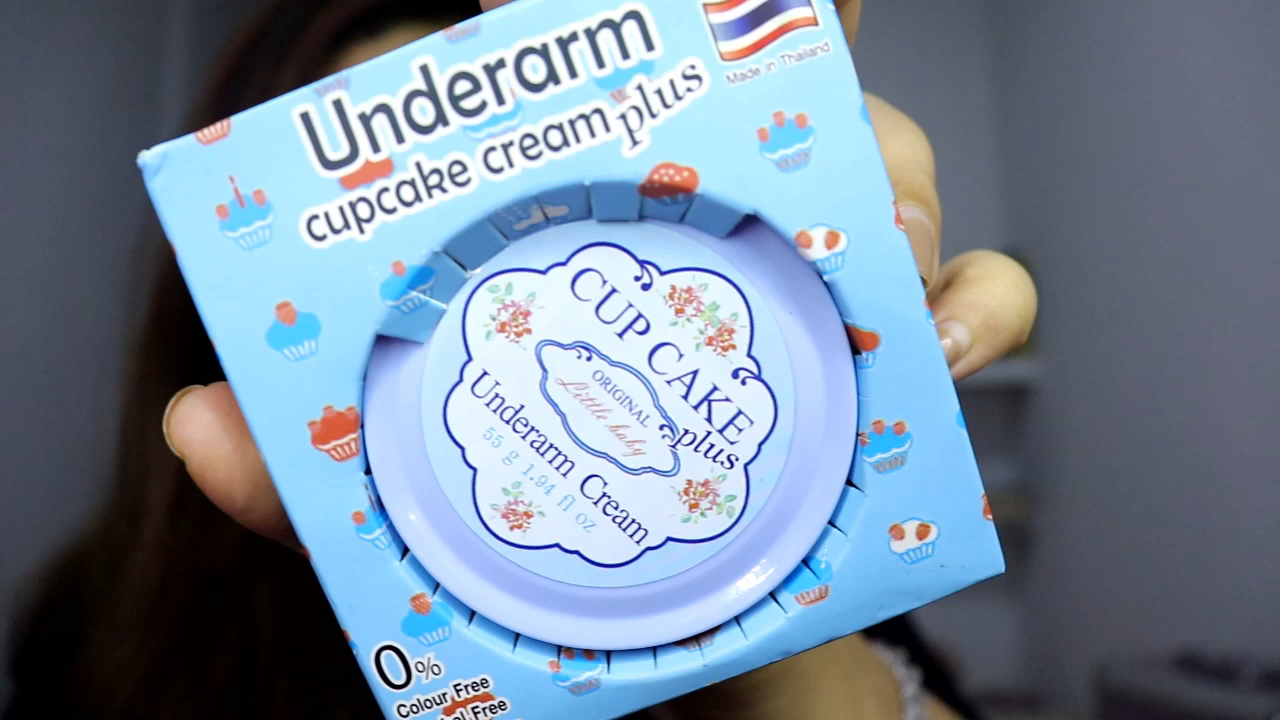 Underarm
cupcake cream plus
Made in Thailand
CUP CAKE
plus
ORIGINAL
Little baby
Underarm Cream
55 g 1.94 fl oz
0%
Colour Free
Free